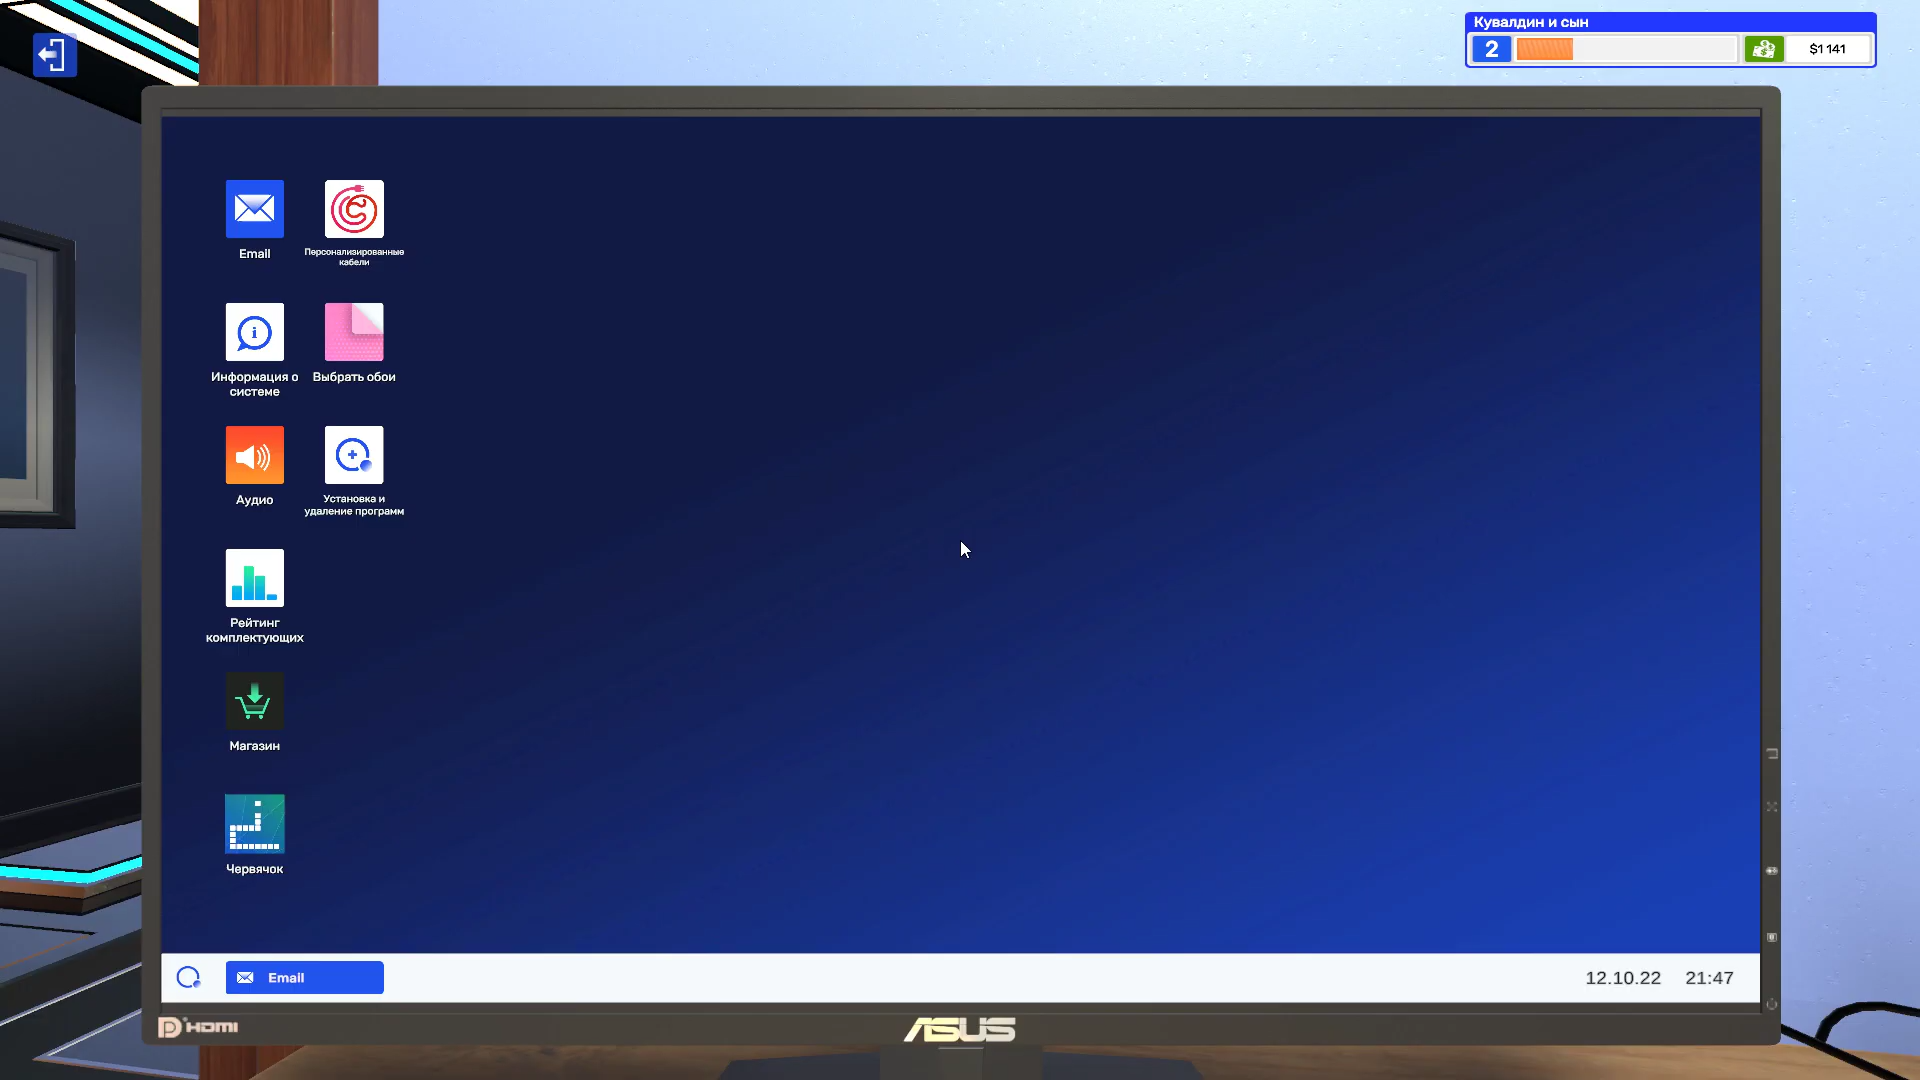 Кувалдин и сын
2
$1 141
Email
Персонализированные
кабели
Информация о
системе
Выбрать обои
Аудио
Установка и
удаление программ
Рейтинг
комплектующих
Магазин
Червячок
Email
12.10.22 21:47
HDMI
ASUS